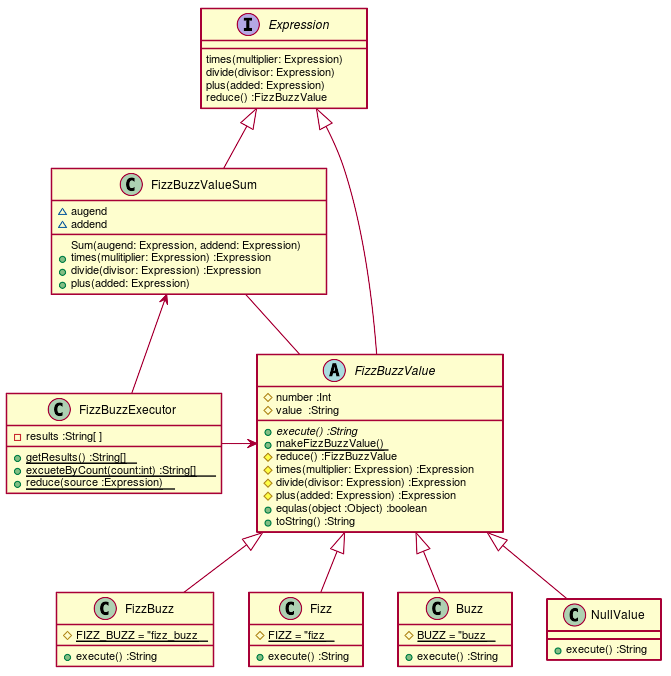 I Expression
times(multiplier: Expression)
divide(divisor: Expression)
plus(added: Expression)
reduce() :FizzBuzzValue
C FizzBuzzValueSum
augend
addend
Sum(augend: Expression, addend: Expression)
times(mulitiplier: Expression) :Expression
divide(divisor: Expression) :Expression
plus(added: Expression)
A FizzBuzzValue
number :Int
value :String
execute() :String
makeFizzBuzzValue()
reduce() :FizzBuzzValue
times(multiplier: Expression) :Expression
divide(divisor: Expression) :Expression
plus(added: Expression) :Expression
equlas(object :Object) :boolean
toString() :String
C FizzBuzzExecutor
results :String[ ]
getResults() :String[]
excueteByCount(count:int) :String[]
reduce(source :Expression)
C FizzBuzz
FIZZ_BUZZ = "fizz_buzz
execute() :String
C Fizz
FIZZ = "fizz
execute() :String
C Buzz
BUZZ = "buzz
execute() :String
C NullValue
execute() :String